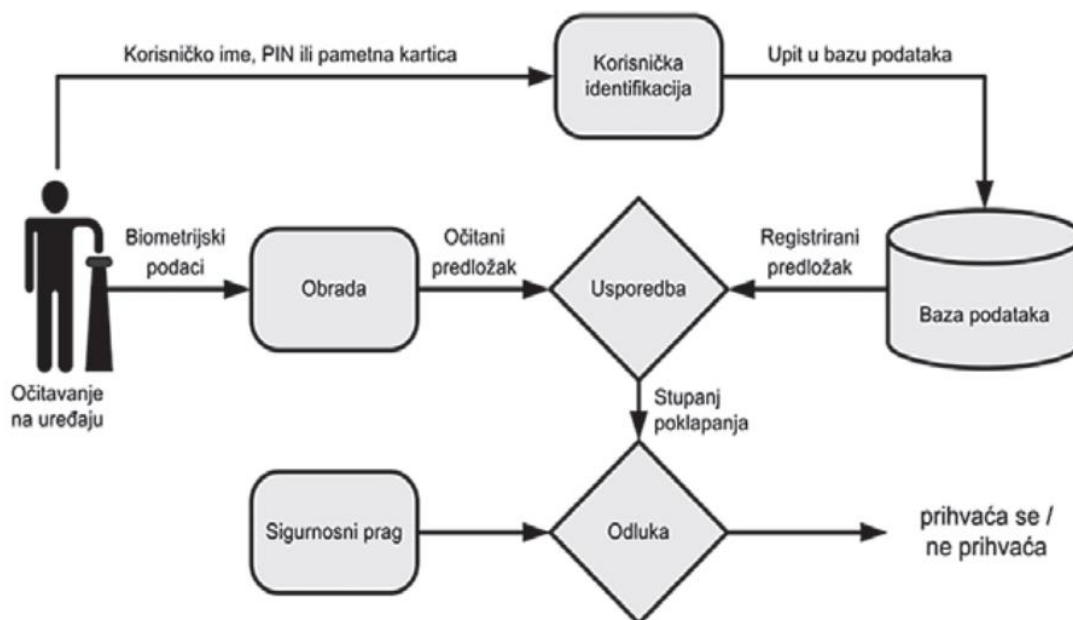 Korisničko ime, PIN ili pametna kartica
Korisnička
identifikacija
Upit u bazu podataka
Biometrijski
podaci
Obrada
Očitani
predložak
Usporedba
Registrirani
predložak
Baza podataka
Očitavanje
na uređaju
Stupanj
poklapanja
Sigurnosni prag
Odluka
prihvaća se /
ne prihvaća